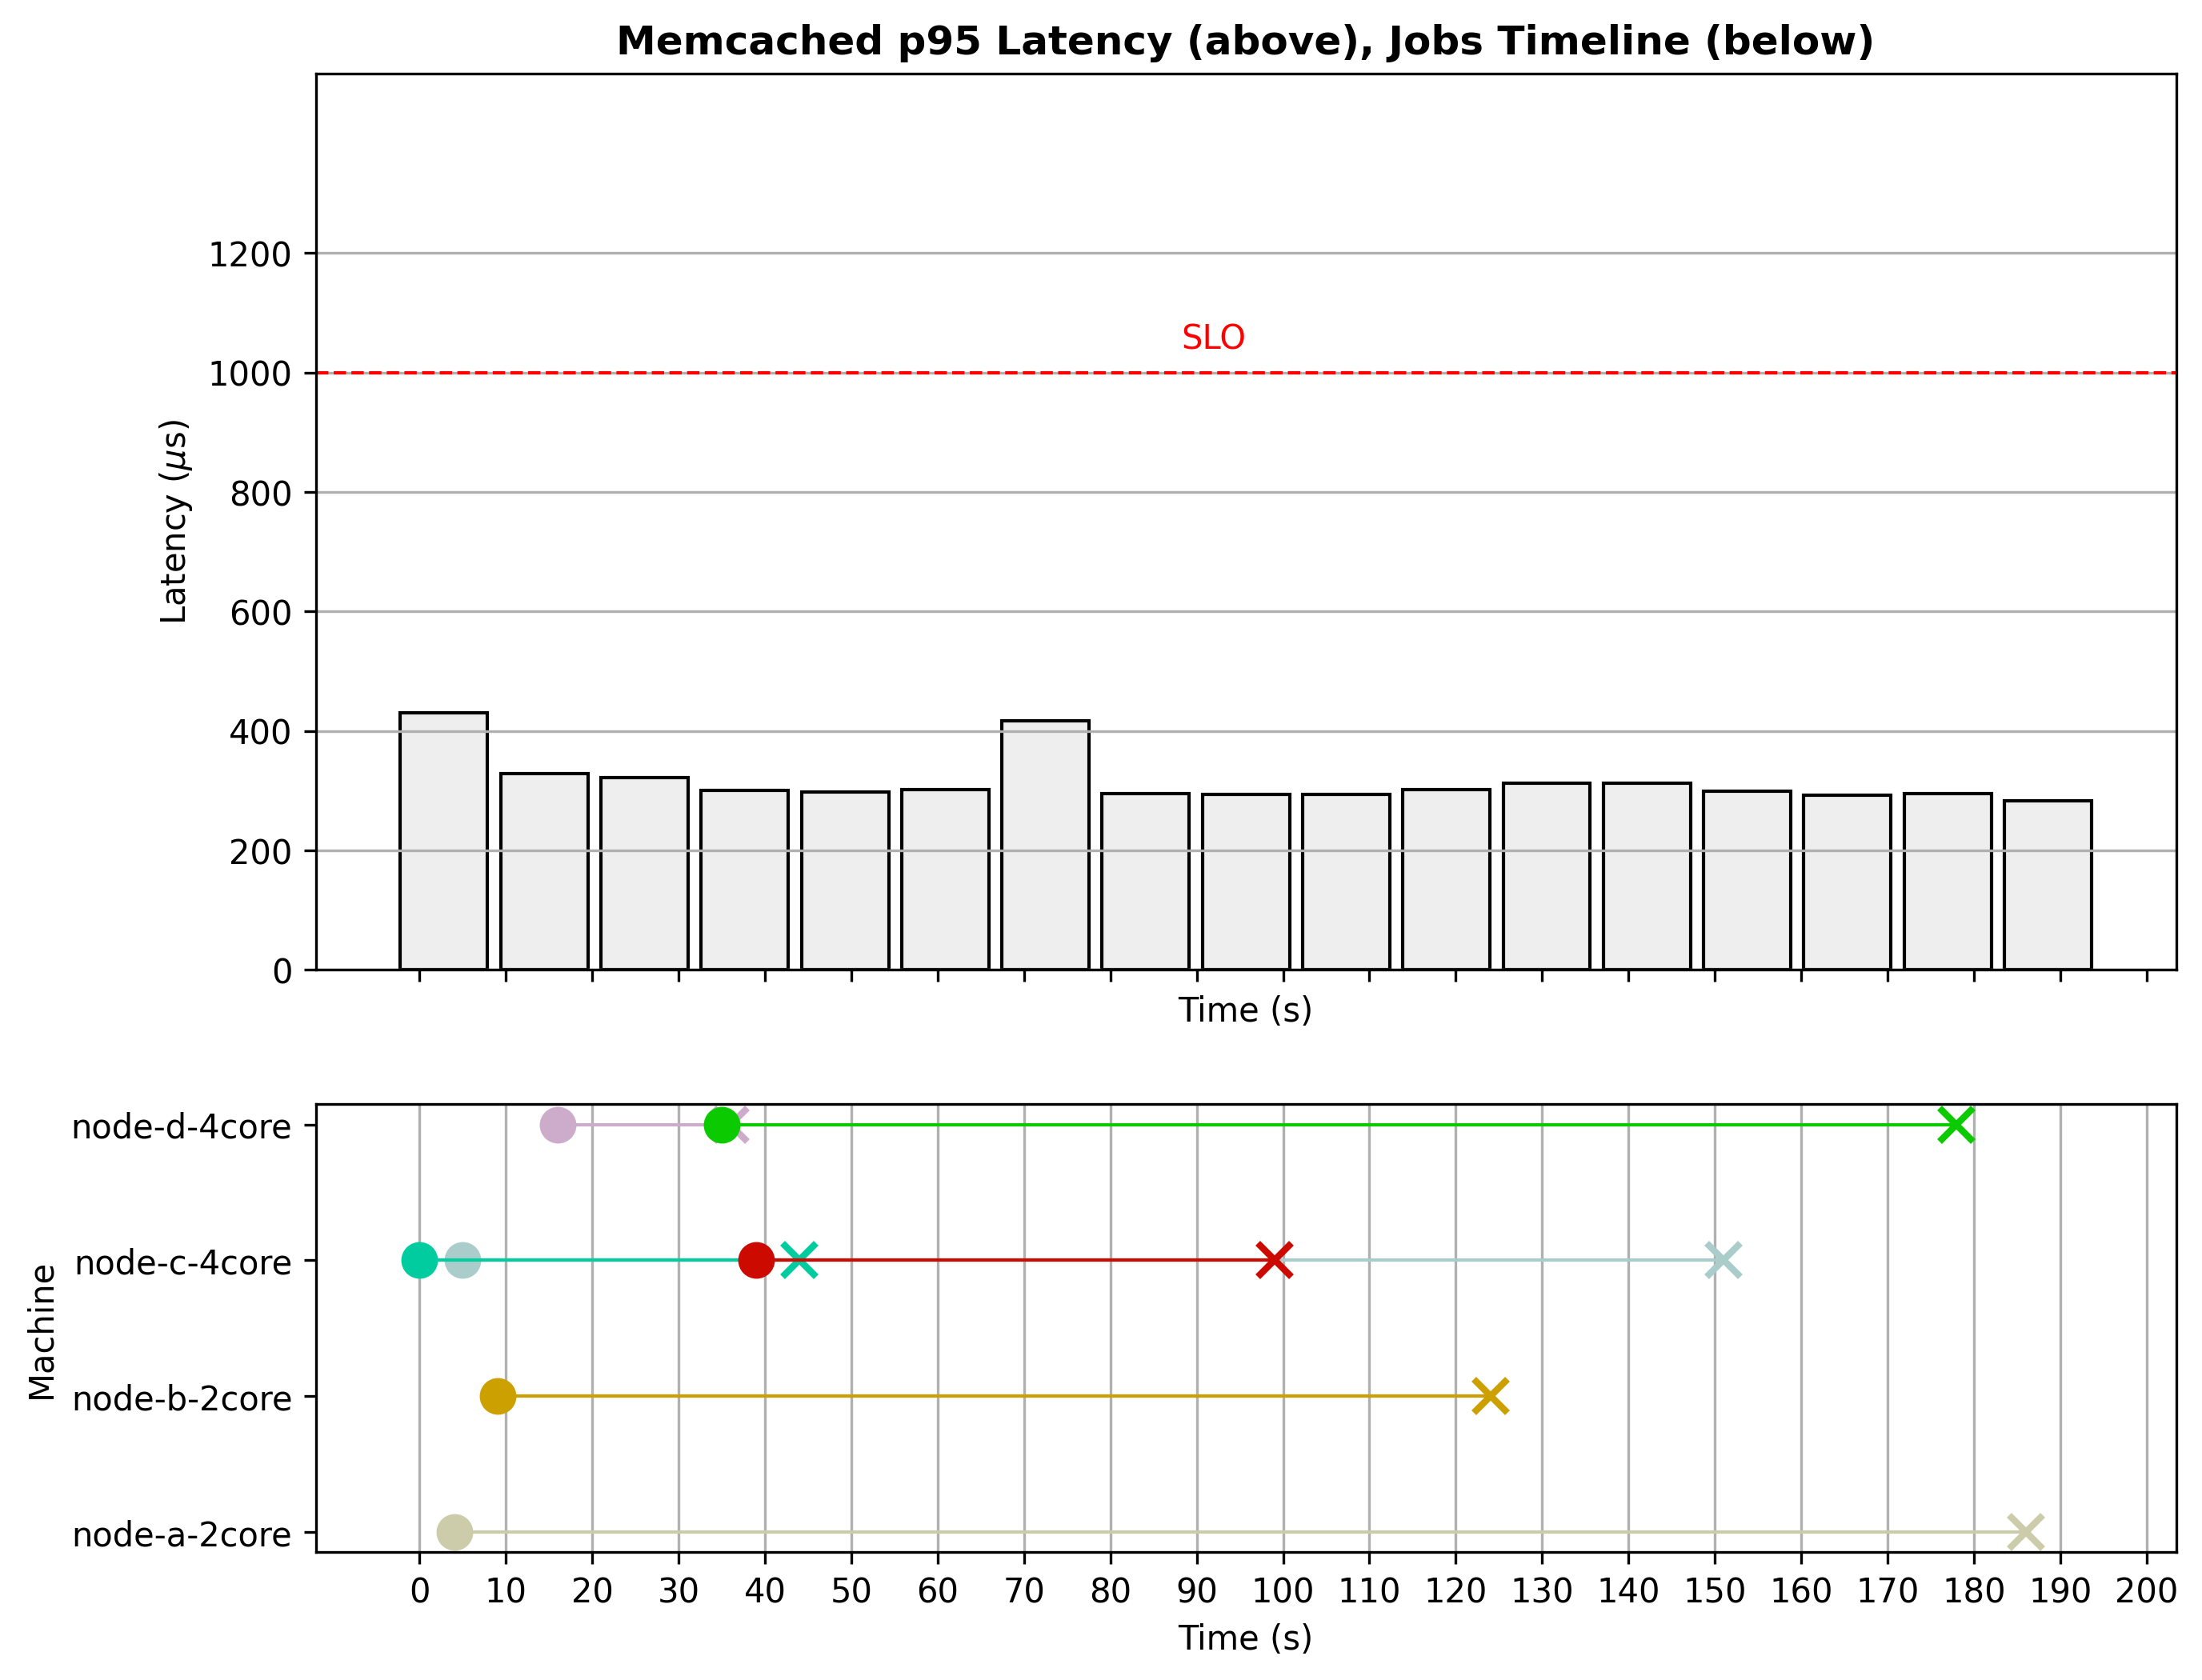 Memcached p95 Latency (above), Jobs Timeline (below)
1200
SLO
1000
800
600
400
200
0
Latency (μs)
Time (s)
node-d-4core
node-c-4core
node-b-2core
node-a-2core
Machine
0 10 20 30 40 50 60 70 80 90 100 110 120 130 140 150 160 170 180 190 200
Time (s)